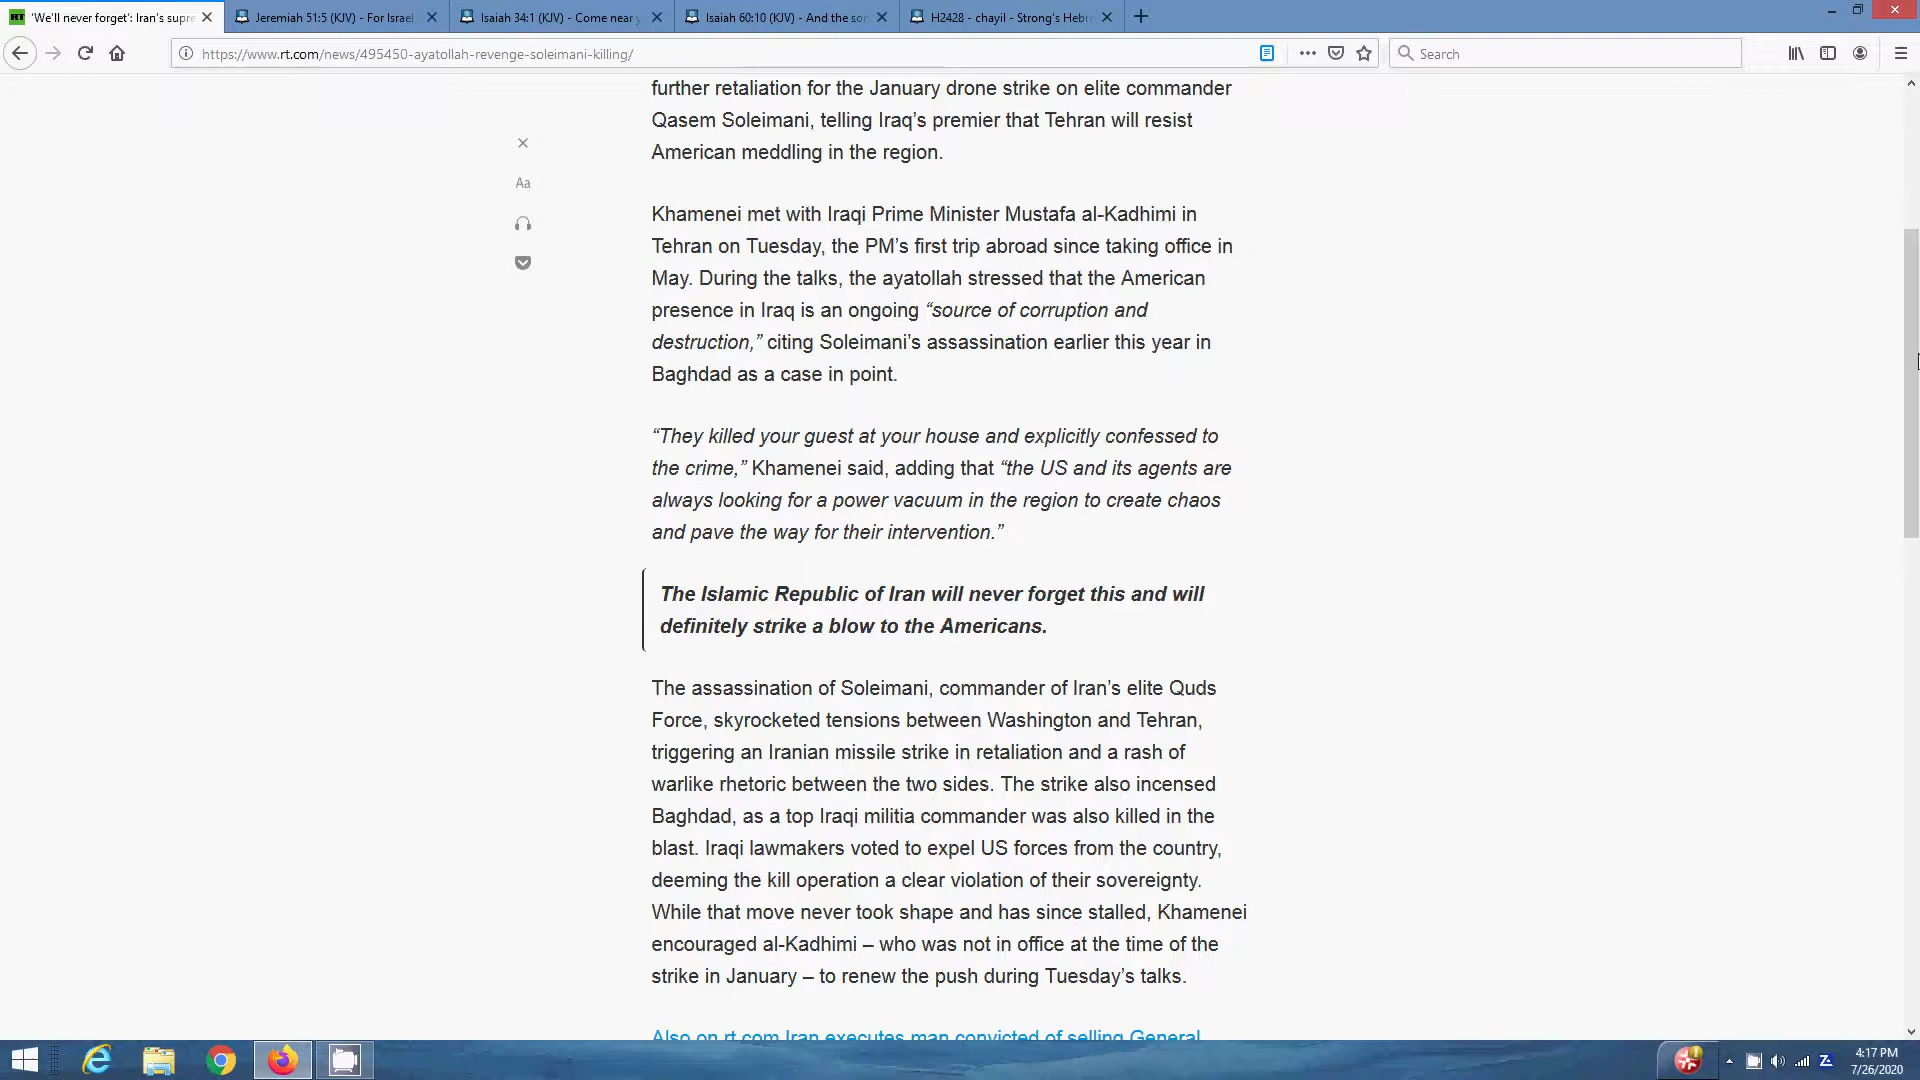 'We'll never forget': Iran's supre
Jeremiah 51:5 (KJV) - For Israel
Isaiah 34:1 (KJV) - Come near y
Isaiah 60:10 (KJV) - And the son
H2428 - chayil - Strong's Hebre
https://www.rt.com/news/495450-ayatollah-revenge-soleimani-killing/
Search
further retaliation for the January drone strike on elite commander
Qasem Soleimani, telling Iraq’s premier that Tehran will resist
American meddling in the region.
Aa
Khamenei met with Iraqi Prime Minister Mustafa al-Kadhimi in
Tehran on Tuesday, the PM’s first trip abroad since taking office in
May. During the talks, the ayatollah stressed that the American
presence in Iraq is an ongoing “source of corruption and
destruction,” citing Soleimani’s assassination earlier this year in
Baghdad as a case in point.
“They killed your guest at your house and explicitly confessed to
the crime,” Khamenei said, adding that “the US and its agents are
always looking for a power vacuum in the region to create chaos
and pave the way for their intervention.”
The Islamic Republic of Iran will never forget this and will
definitely strike a blow to the Americans.
The assassination of Soleimani, commander of Iran’s elite Quds
Force, skyrocketed tensions between Washington and Tehran,
triggering an Iranian missile strike in retaliation and a rash of
warlike rhetoric between the two sides. The strike also incensed
Baghdad, as a top Iraqi militia commander was also killed in the
blast. Iraqi lawmakers voted to expel US forces from the country,
deeming the kill operation a clear violation of their sovereignty.
While that move never took shape and has since stalled, Khamenei
encouraged al-Kadhimi – who was not in office at the time of the
strike in January – to renew the push during Tuesday’s talks.
Also on rt.com Iran executes man convicted of selling General
4:17 PM
7/26/2020